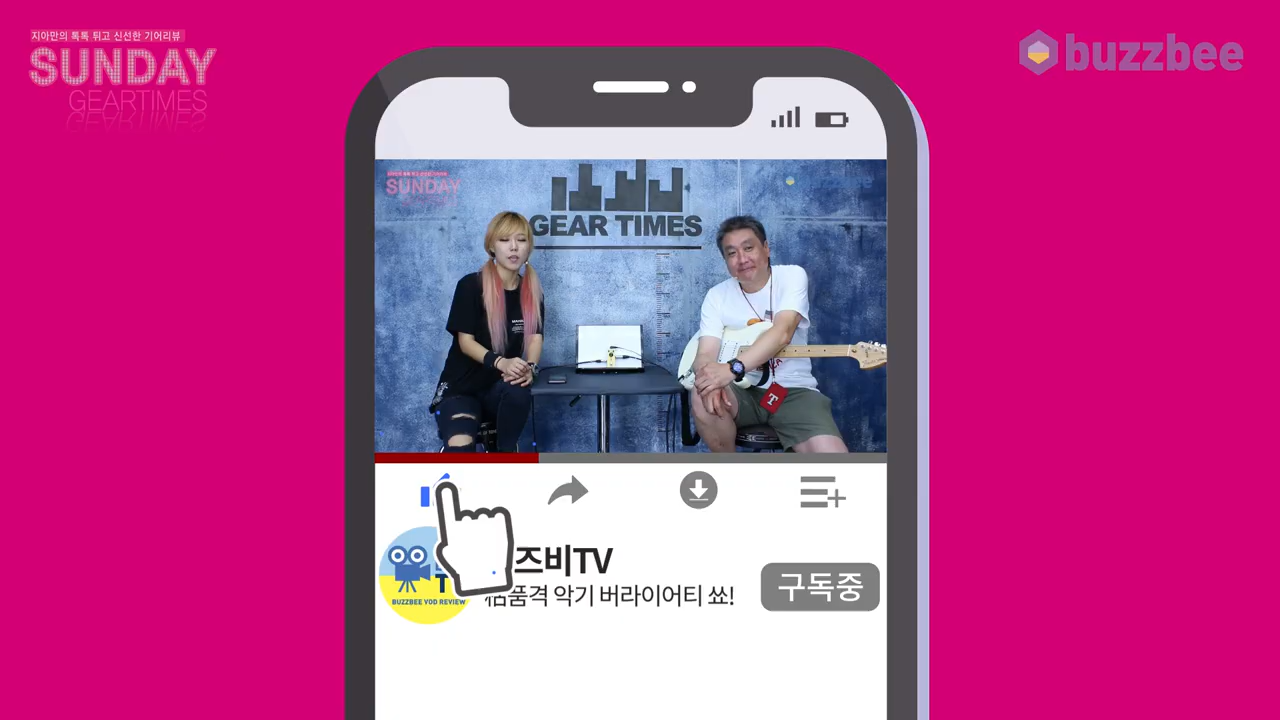 지아만의 톡톡 튀고 신선한 기어리뷰
SUNDAY
GEARTIMES
buzzbee
SUNDAY
GEAR TIMES
T
즈비TV
품격 악기 버라이어티 쑈!
구독중
T
BUZZBEE VOD REVIEW